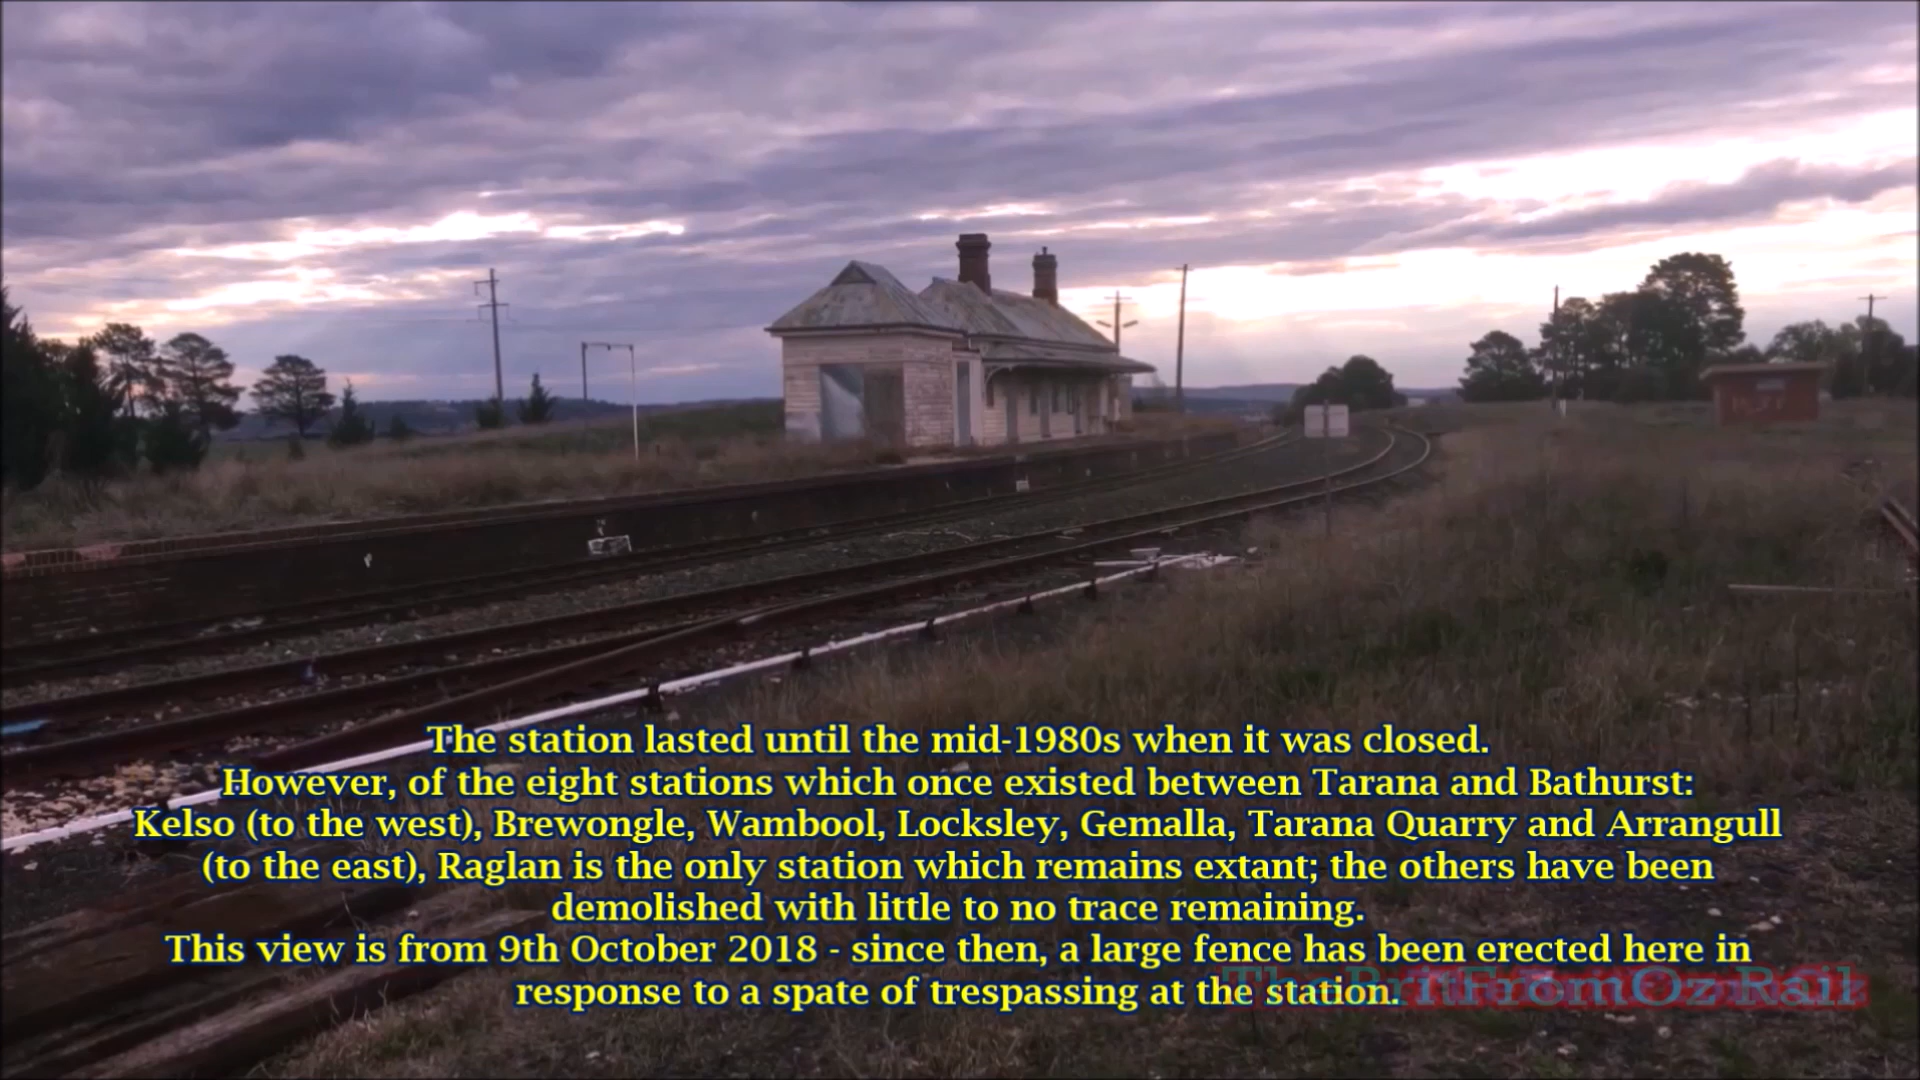 The station lasted until the mid-1980s when it was closed.
However, of the eight stations which once existed between Tarana and Bathurst:
Kelso (to the west), Brewongle, Wambool, Locksley, Gemalla, Tarana Quarry and Arrangull
(to the east), Raglan is the only station which remains extant; the others have been
demolished with little to no trace remaining.
This view is from 9th October 2018 - since then, a large fence has been erected here in
response to a spate of trespassing at the station.
TheBritFromOzRail